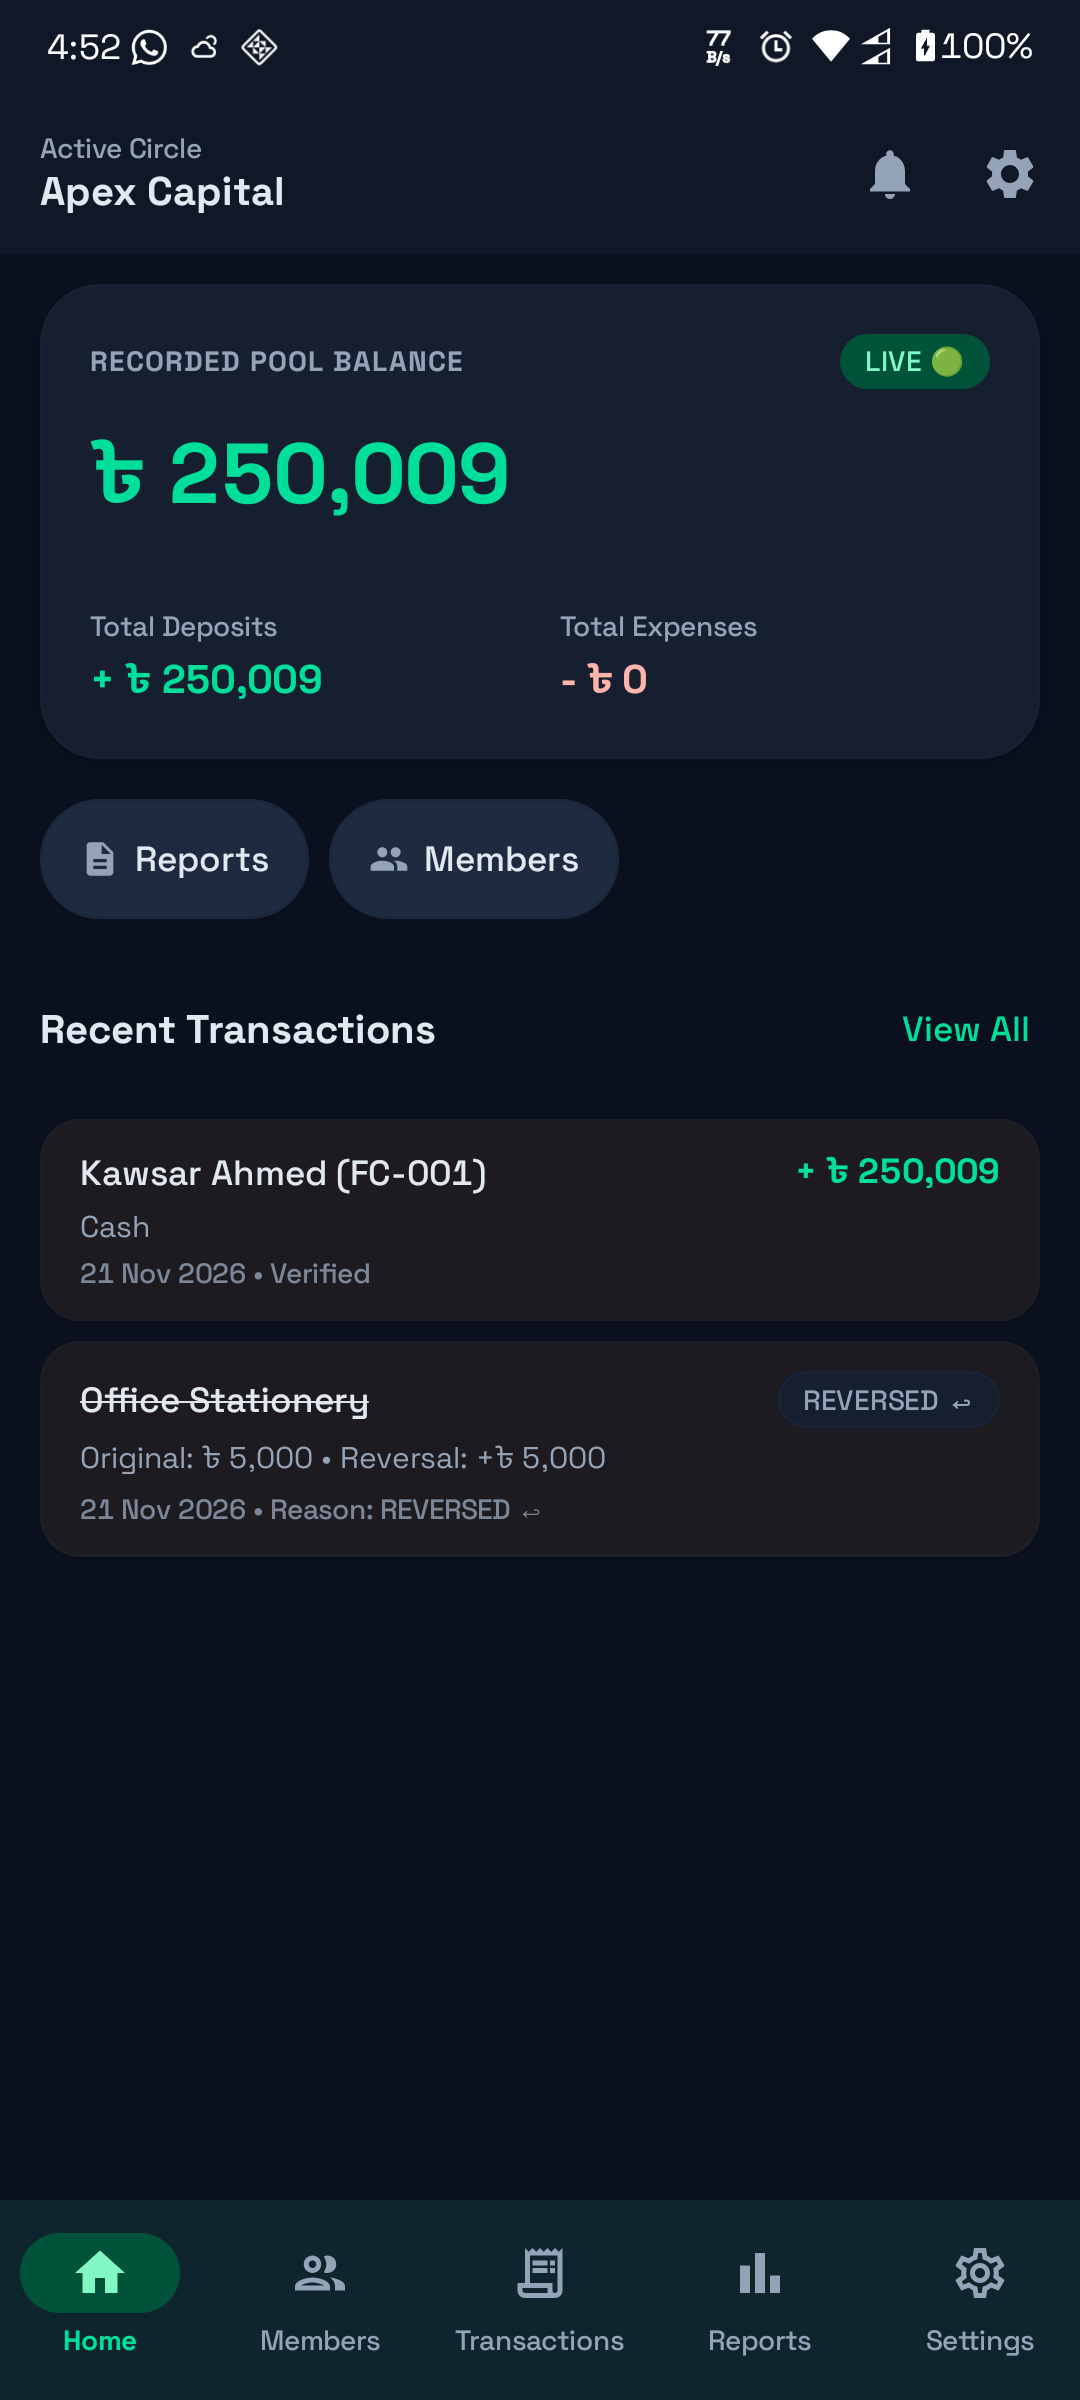 4:52
77 B/s
100%
Active Circle
Apex Capital
RECORDED POOL BALANCE
LIVE 🟢
৳ 250,009
Total Deposits
+ ৳ 250,009
Total Expenses
- ৳ 0
Reports
Members
Recent Transactions
View All
Kawsar Ahmed (FC-001)
+ ৳ 250,009
Cash
21 Nov 2026 • Verified
Office Stationery
REVERSED ↩
Original: ৳ 5,000 • Reversal: +৳ 5,000
21 Nov 2026 • Reason: REVERSED ↩
Home
Members
Transactions
Reports
Settings